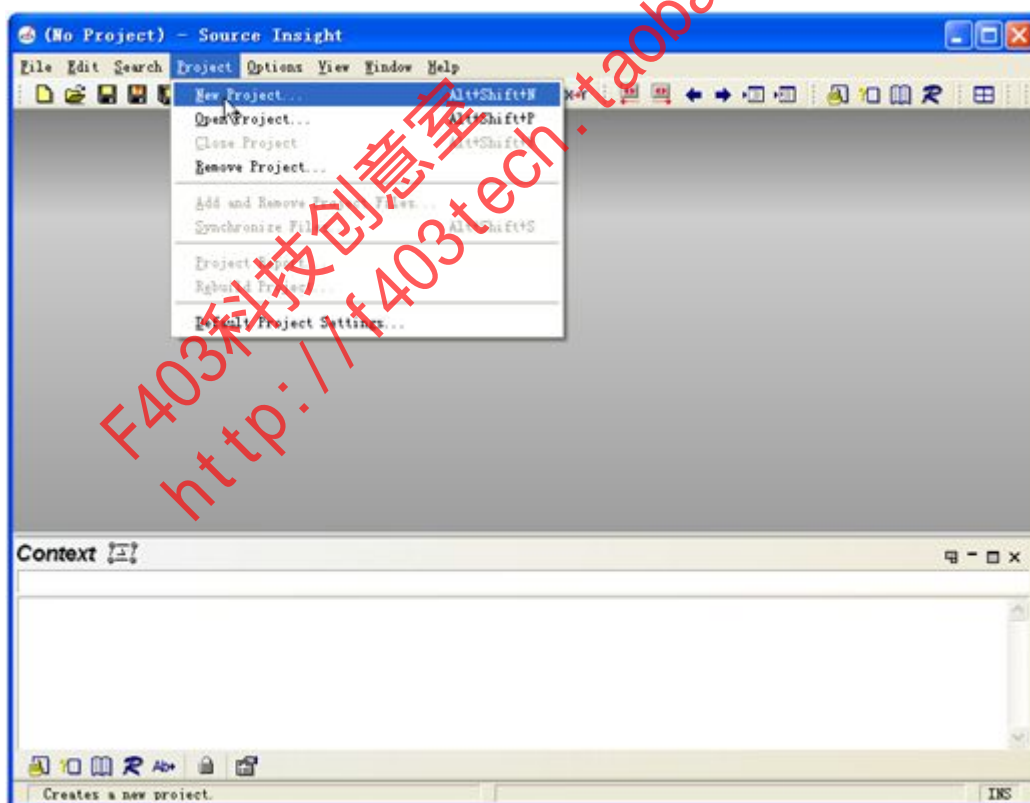 (No Project) - Source Insight
File Edit Search Project Options View Window Help
New Project... Alt+Shift+N
Open Project... Alt+Shift+P
Close Project Alt+Shift+
Remove Project...
Add and Remove Project Files...
Synchronize Files Alt+Shift+S
Project Report...
Rebuild Project...
Default Project Settings...
F403科技创意室
http://f403tech.taoba
Context
Creates a new project.
INS